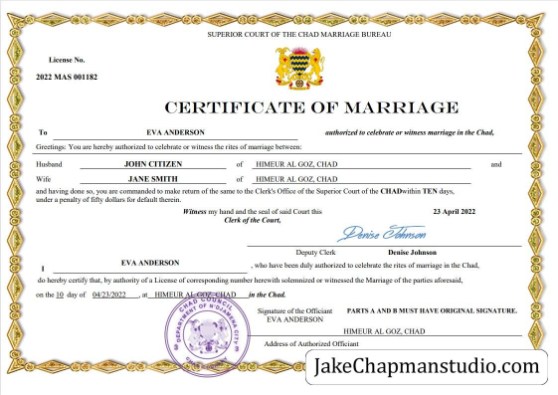 SUPERIOR COURT OF THE CHAD MARRIAGE BUREAU
License No.
2022 MAS 001182
CERTIFICATE OF MARRIAGE
To EVA ANDERSON authorized to celebrate or witness marriage in the Chad,
Greetings: You are hereby authorized to celebrate or witness the rites of marriage between:
Husband JOHN CITIZEN of HIMEUR AL GOZ, CHAD and
Wife JANE SMITH of HIMEUR AL GOZ, CHAD
and having done so, you are commanded to make return of the same to the Clerk's Office of the Superior Court of the CHADwithin TEN days,
under a penalty of fifty dollars for default therein.
Witness my hand and the seal of said Court this 23 April 2022
Clerk of the Court.
Denise Johnson
Deputy Clerk Denise Johnson
I EVA ANDERSON , who have been duly authorized to celebrate the rites of marriage in the Chad,
do hereby certify that, by authority of a License of corresponding number herewith solemnized or witnessed the Marriage of the parties aforesaid,
on the 10 day of 04/23/2022 , at HIMEUR AL GOZ, CHAD in the Chad.
CHAD COUNCIL
DEPARTMENT OF N'DJAMENA CITY
Signature of the Officiant PARTS A AND B MUST HAVE ORIGINAL SIGNATURE.
EVA ANDERSON
HIMEUR AL GOZ, CHAD
Address of Authorized Official
JakeChapmanstudio.com